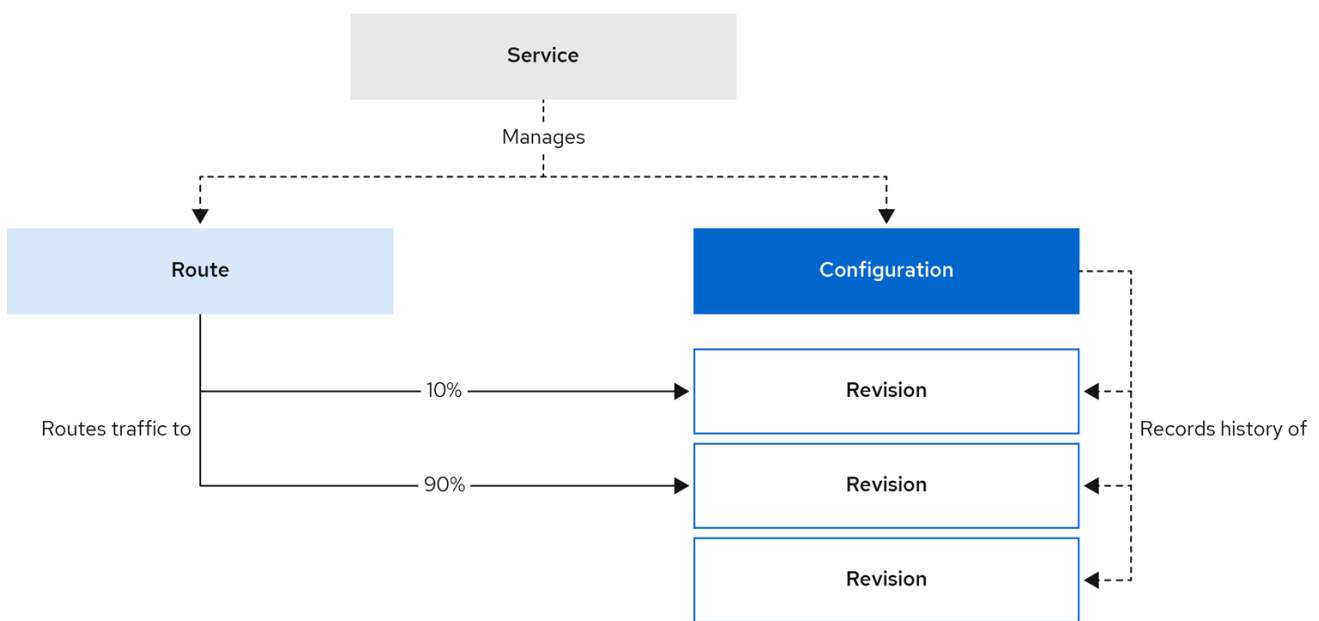 Service
Manages
Route
Configuration
10%
Revision
Routes traffic to
Records history of
90%
Revision
Revision